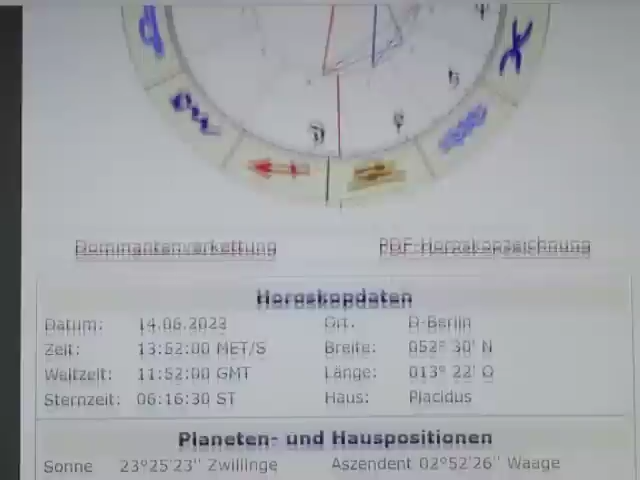 Dominantenverkettung PDF-Horoskopzeichnung
Horoskopdaten
Datum: 14.06.2023 Ort: D-Berlin
Zeit: 13:52:00 MET/S Breite: 052° 30' N
Weltzeit: 11:52:00 GMT Länge: 013° 22' O
Sternzeit: 06:16:30 ST Haus: Placidus
Planeten- und Hauspositionen
Sonne 23°25'23" Zwillinge Aszendent 02°52'26" Waage